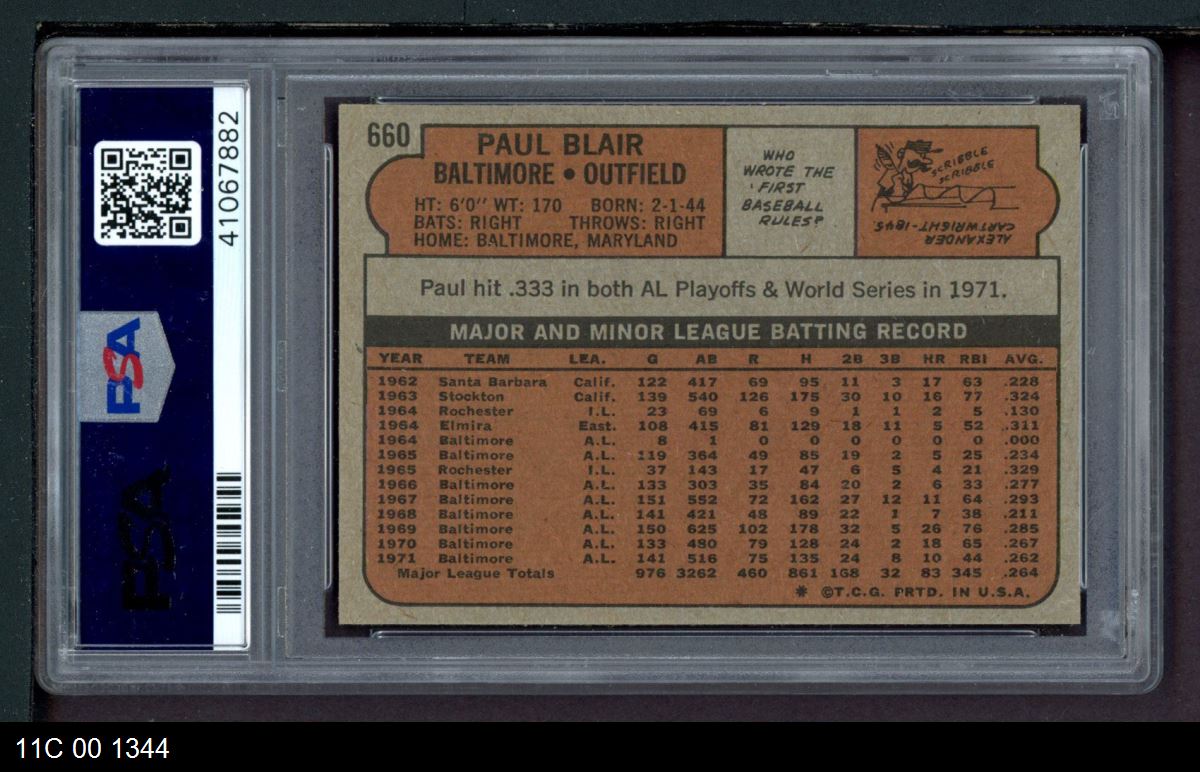 41067882
PSA
PSA
660
PAUL BLAIR
BALTIMORE • OUTFIELD
HT: 6'0" WT: 170 BORN: 2-1-44
BATS: RIGHT THROWS: RIGHT
HOME: BALTIMORE, MARYLAND
WHO
WROTE THE
FIRST
BASEBALL
RULES?
SCRIBBLE
SCRIBBLE
ALEXANDER
CARTWRIGHT-1845.
Paul hit .333 in both AL Playoffs & World Series in 1971.
MAJOR AND MINOR LEAGUE BATTING RECORD
YEAR TEAM LEA. G AB R H 2B 3B HR RBI AVG.
1962 Santa Barbara Calif. 122 417 69 95 11 3 17 63 .228
1963 Stockton Calif. 139 540 126 175 30 10 16 77 .324
1964 Rochester I.L. 23 69 6 9 1 1 2 5 .130
1964 Elmira East. 108 415 81 129 18 11 5 52 .311
1964 Baltimore A.L. 8 1 0 0 0 0 0 0 .000
1965 Baltimore A.L. 119 364 49 85 19 2 5 25 .234
1965 Rochester I.L. 37 143 17 47 6 5 4 21 .329
1966 Baltimore A.L. 133 303 35 84 20 2 6 33 .277
1967 Baltimore A.L. 151 552 72 162 27 12 11 64 .293
1968 Baltimore A.L. 141 421 48 89 22 1 7 38 .211
1969 Baltimore A.L. 150 625 102 178 32 5 26 76 .285
1970 Baltimore A.L. 133 480 79 128 24 2 18 65 .267
1971 Baltimore A.L. 141 516 75 135 24 8 10 44 .262
Major League Totals 976 3262 460 861 168 32 83 345 .264
* ©T.C.G. PRTD. IN U.S.A.
11C 00 1344